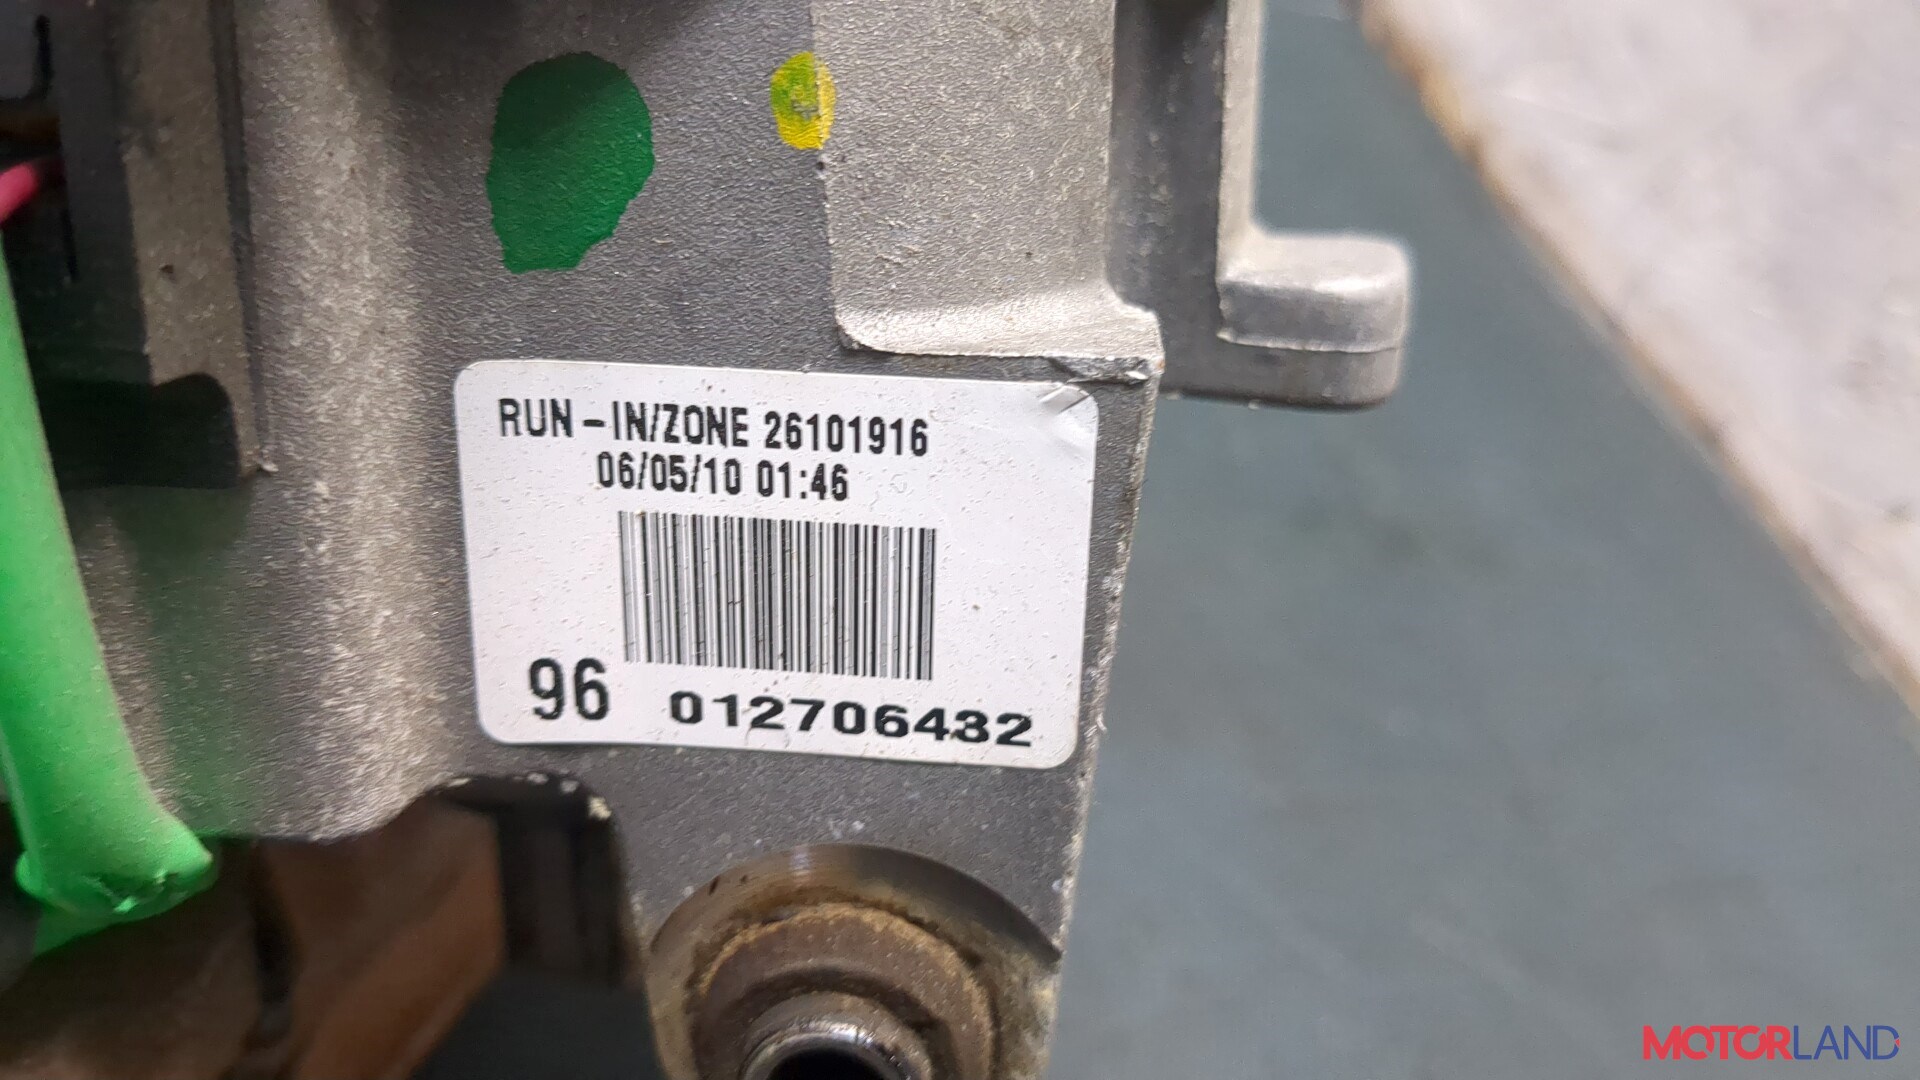 RUN-IN/ZONE 26101916
06/05/10 01:46
96 012706432
MOTORLAND